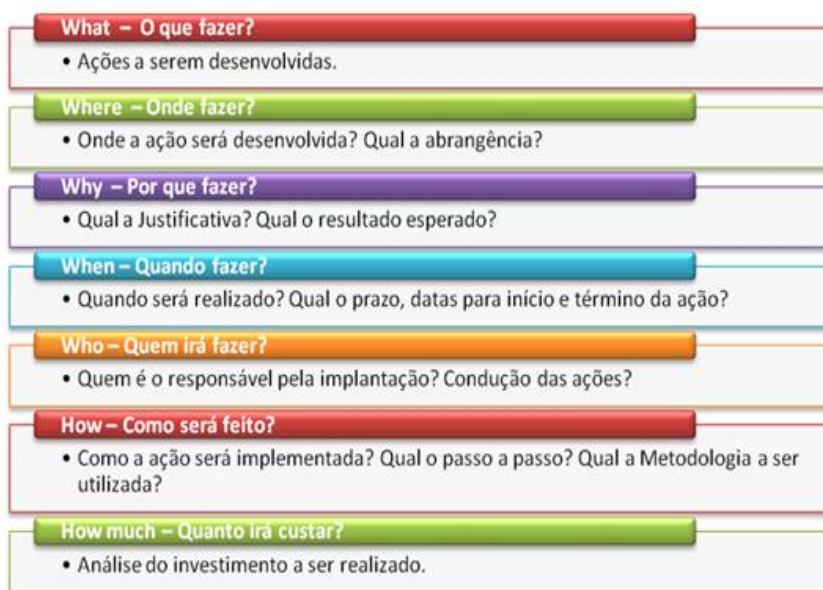 What – O que fazer?
• Ações a serem desenvolvidas.
Where – Onde fazer?
• Onde a ação será desenvolvida? Qual a abrangência?
Why – Por que fazer?
• Qual a Justificativa? Qual o resultado esperado?
When – Quando fazer?
• Quando será realizado? Qual o prazo, datas para início e término da ação?
Who – Quem irá fazer?
• Quem é o responsável pela implantação? Condução das ações?
How – Como será feito?
• Como a ação será implementada? Qual o passo a passo? Qual a Metodologia a ser
utilizada?
How much – Quanto irá custar?
• Análise do investimento a ser realizado.